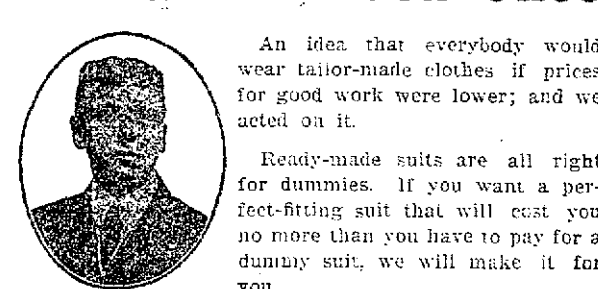 An idea that everybody would
wear tailor-made clothes if prices
for good work were lower; and we
acted on it.
Ready-made suits are all right
for dummies. If you want a per-
fect-fitting suit that will cost you
no more than you have to pay for a
dummy suit, we will make it for
you